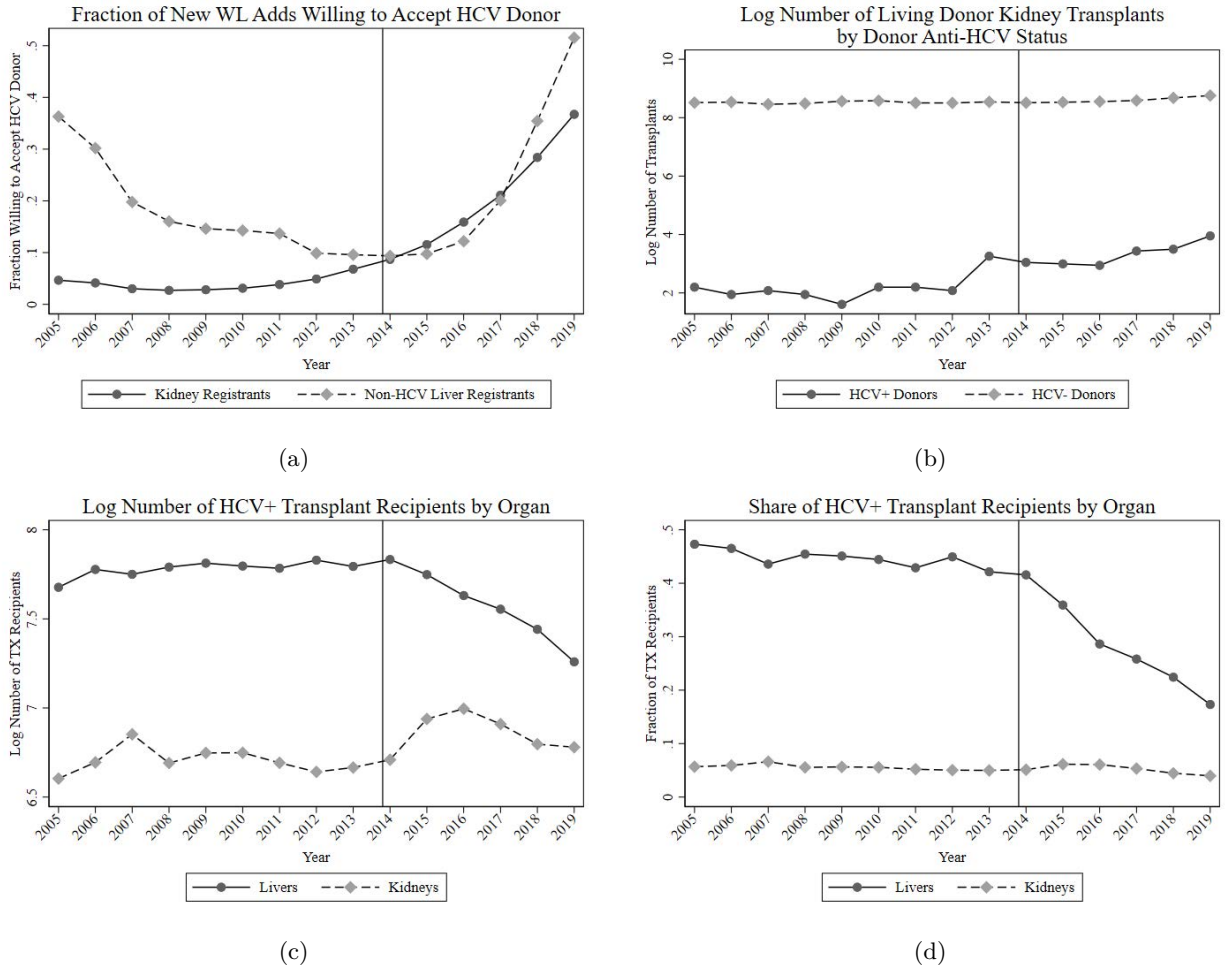 Fraction of New WL Adds Willing to Accept HCV Donor
Fraction Willing to Accept HCV Donor
.5
.4
.3
.2
.1
0
2005 2006 2007 2008 2009 2010 2011 2012 2013 2014 2015 2016 2017 2018 2019
Year
Kidney Registrants Non-HCV Liver Registrants
(a)
Log Number of Living Donor Kidney Transplants
by Donor Anti-HCV Status
Log Number of Transplants
10
8
6
4
2
2005 2006 2007 2008 2009 2010 2011 2012 2013 2014 2015 2016 2017 2018 2019
Year
HCV+ Donors HCV- Donors
(b)
Log Number of HCV+ Transplant Recipients by Organ
Log Number of TX Recipients
8
7.5
7
6.5
2005 2006 2007 2008 2009 2010 2011 2012 2013 2014 2015 2016 2017 2018 2019
Year
Livers Kidneys
(c)
Share of HCV+ Transplant Recipients by Organ
Fraction of TX Recipients
.5
.4
.3
.2
.1
0
2005 2006 2007 2008 2009 2010 2011 2012 2013 2014 2015 2016 2017 2018 2019
Year
Livers Kidneys
(d)